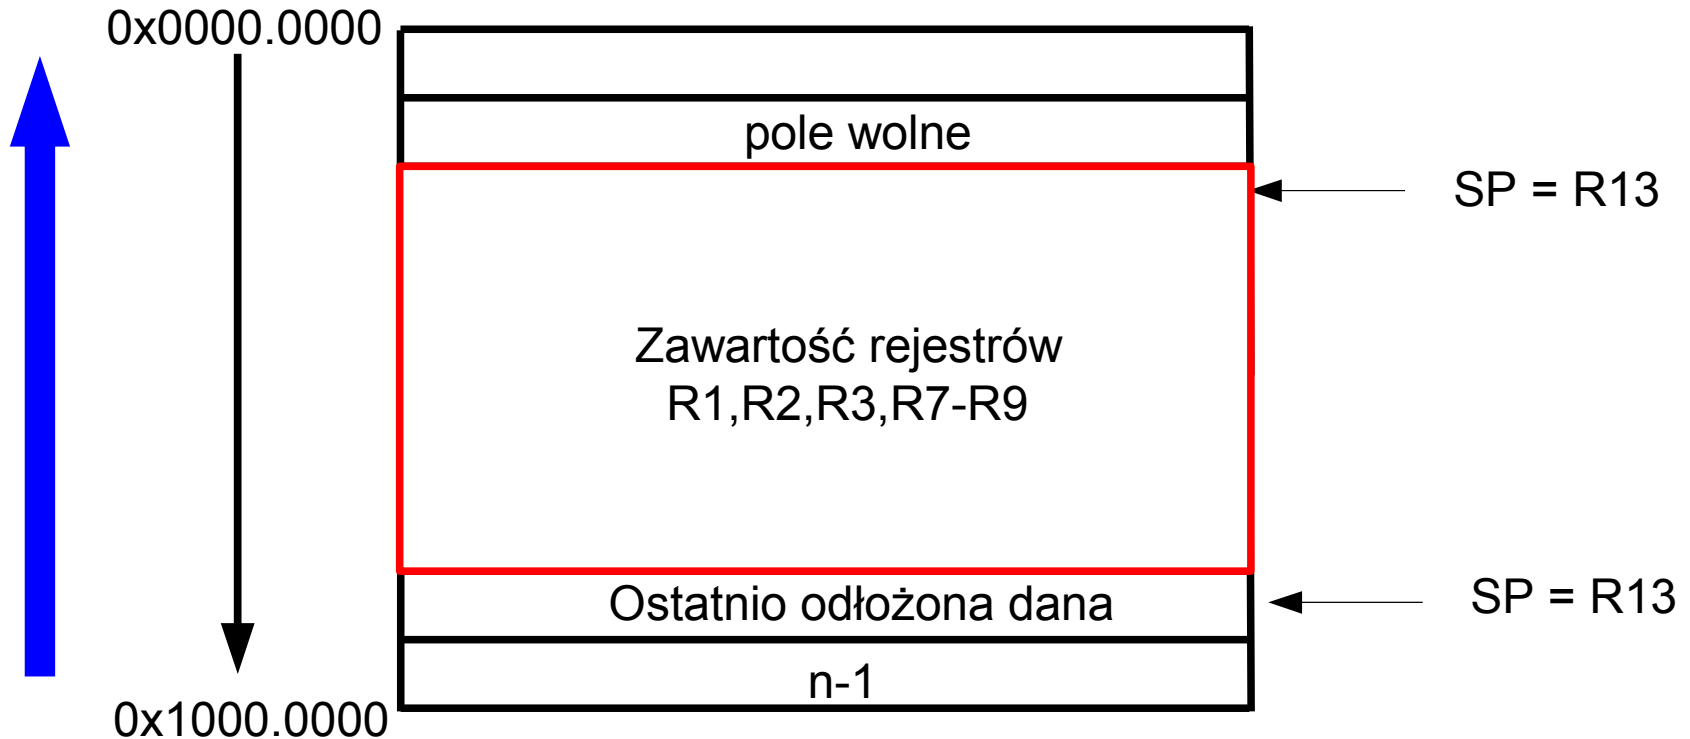 0x0000.0000
pole wolne
SP = R13
Zawartość rejestrów
R1,R2,R3,R7-R9
Ostatnio odłożona dana
SP = R13
n-1
0x1000.0000